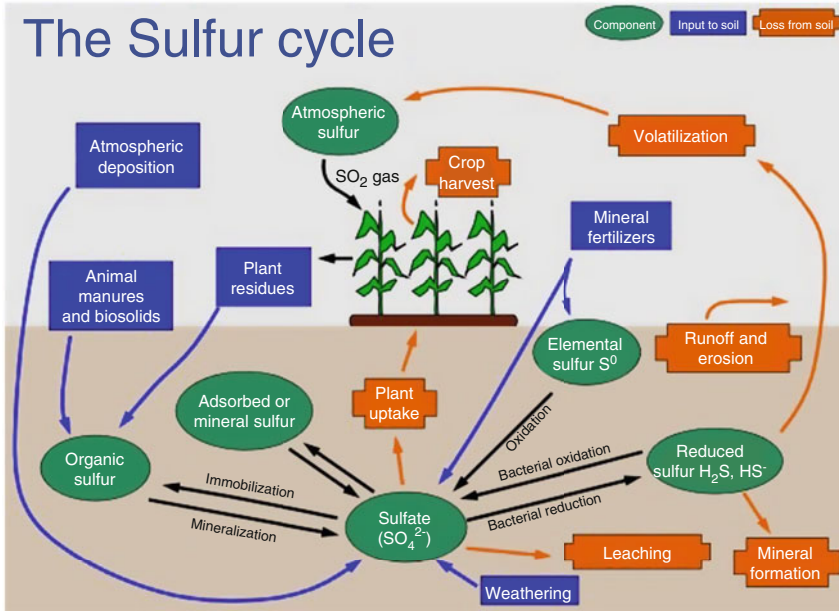 The Sulfur cycle
Component
Input to soil
Loss from soil
Atmospheric
sulfur
Volatilization
Atmospheric
deposition
SO₂ gas
Crop
harvest
Mineral
fertilizers
Animal
manures
and biosolids
Plant
residues
Elemental
sulfur S⁰
Runoff and
erosion
Adsorbed or
mineral sulfur
Plant
uptake
Oxidation
Organic
sulfur
Immobilization
Mineralization
Bacterial oxidation
Bacterial reduction
Reduced
sulfur H₂S, HS⁻
Sulfate
(SO₄²⁻)
Leaching
Mineral
formation
Weathering